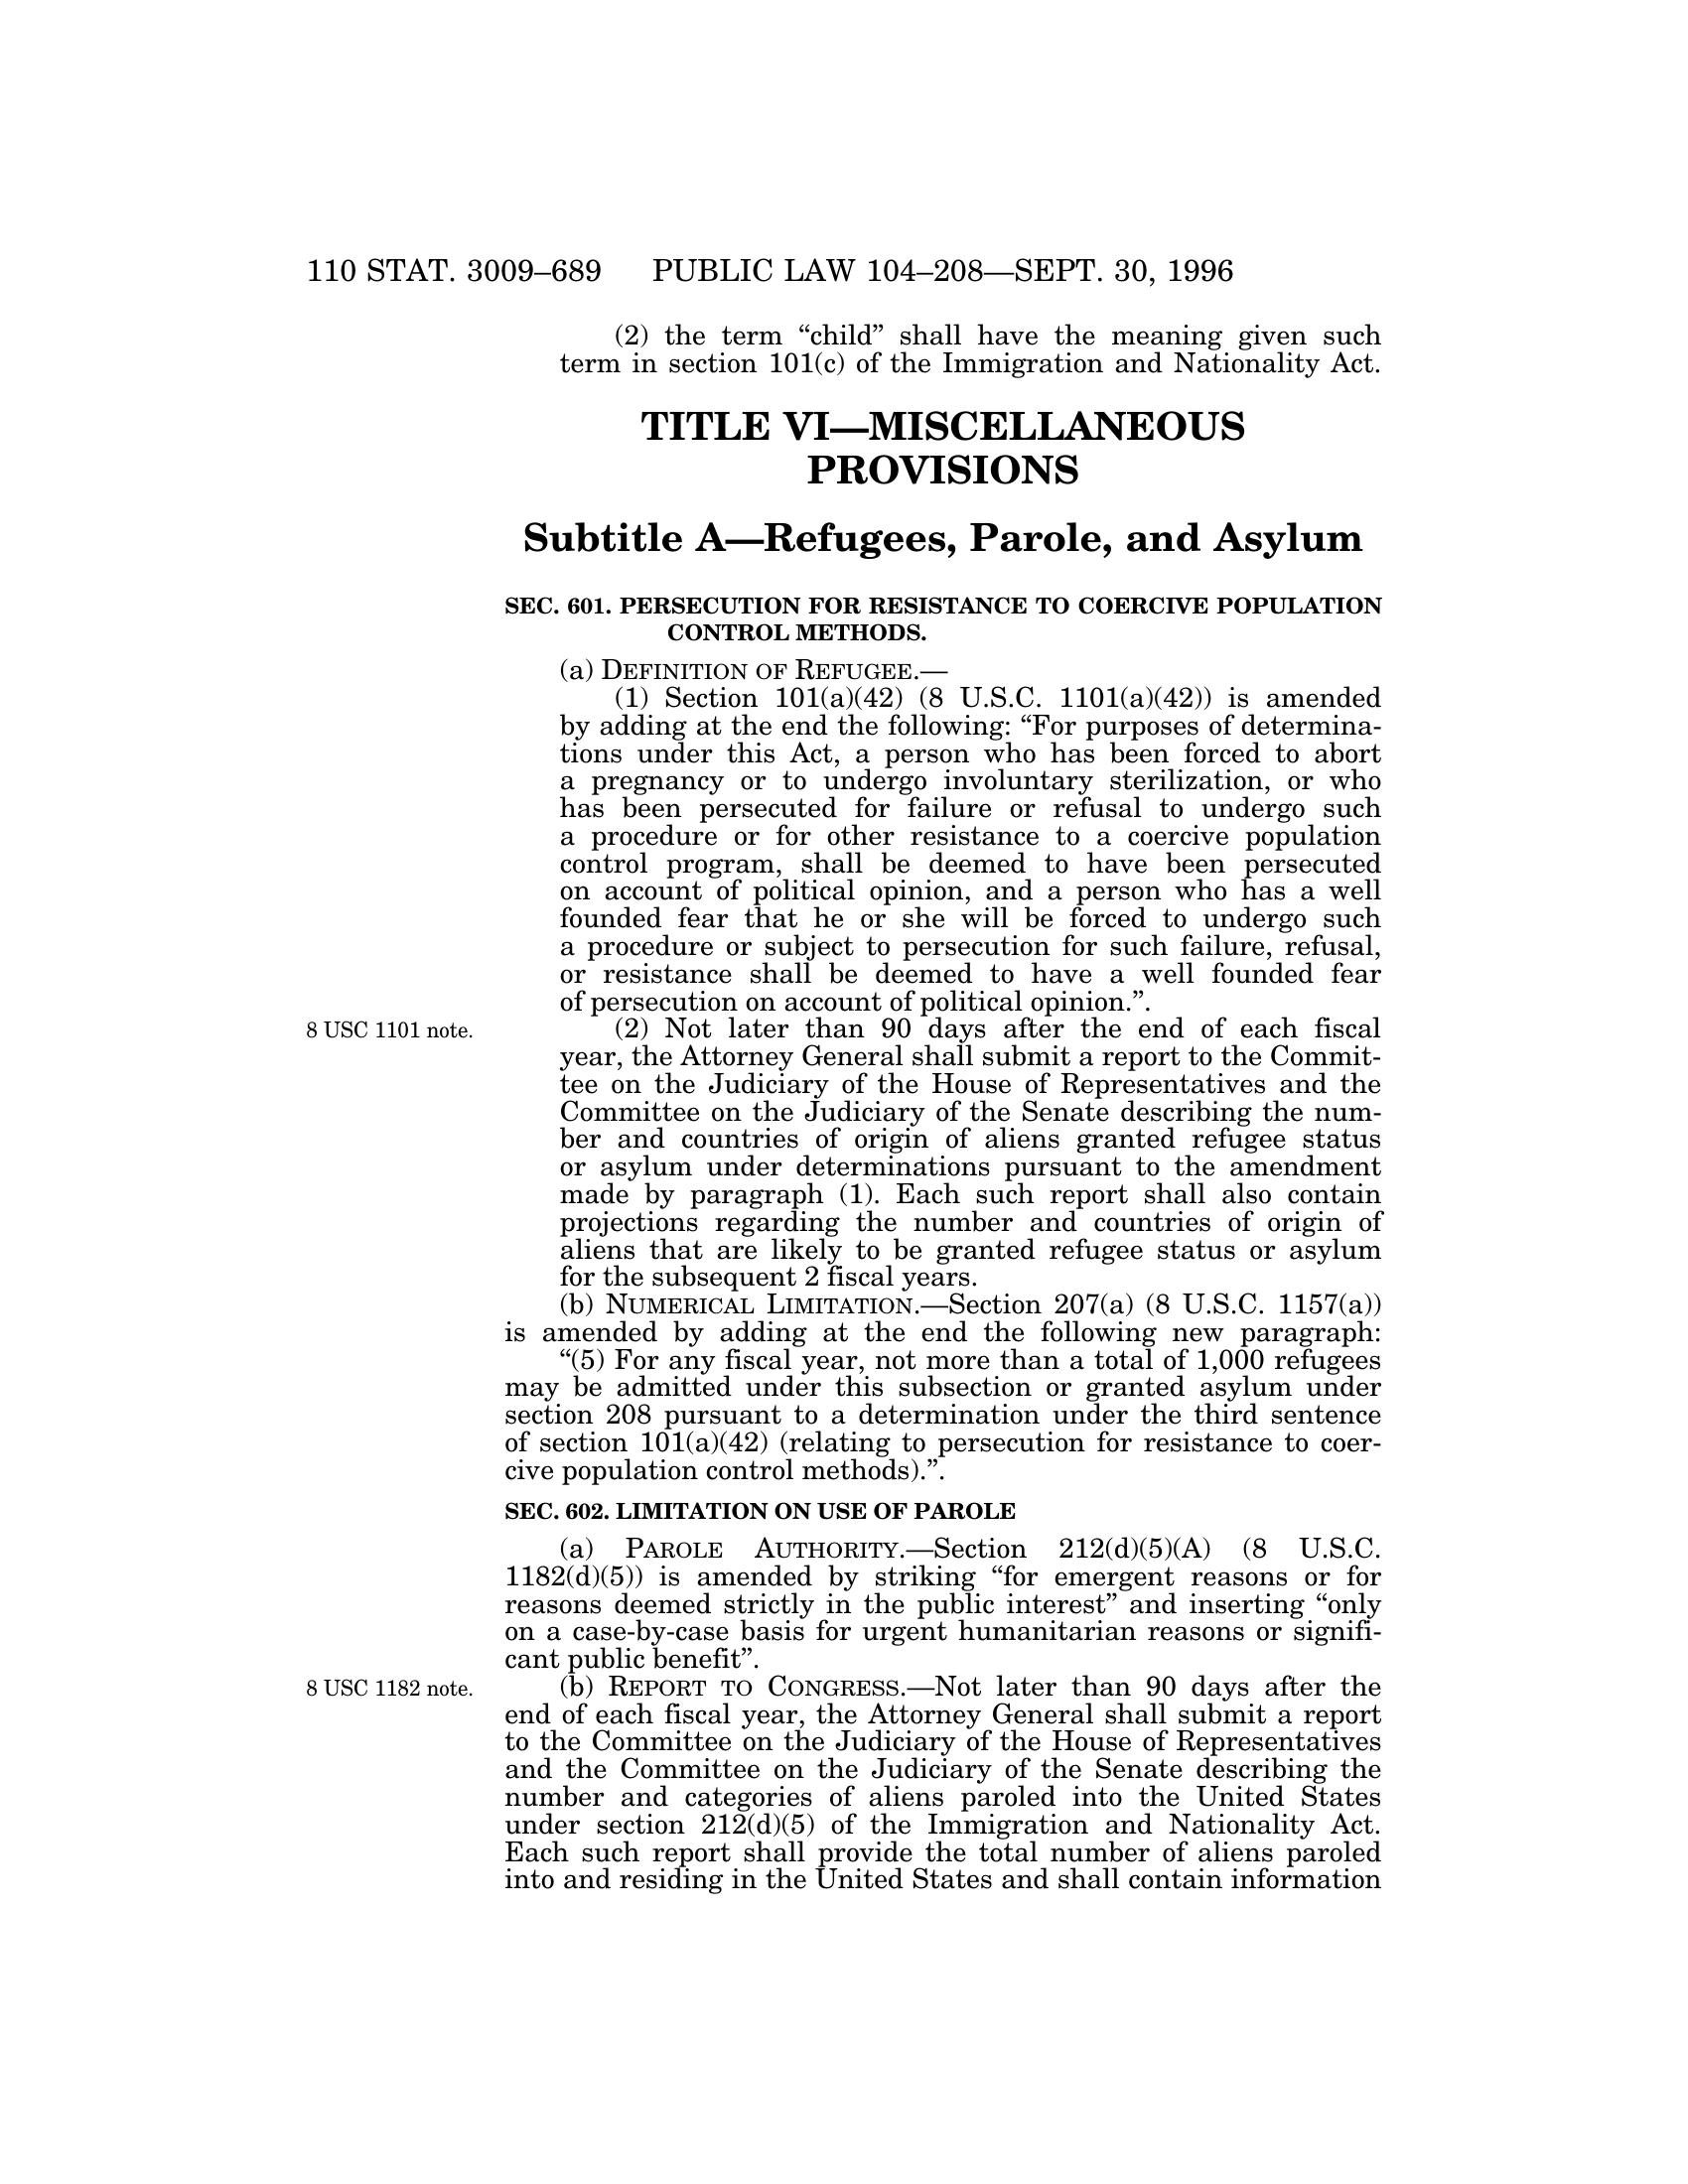 110 STAT. 3009–689 PUBLIC LAW 104–208—SEPT. 30, 1996
(2) the term “child” shall have the meaning given such
term in section 101(c) of the Immigration and Nationality Act.
TITLE VI—MISCELLANEOUS
PROVISIONS
Subtitle A—Refugees, Parole, and Asylum
SEC. 601. PERSECUTION FOR RESISTANCE TO COERCIVE POPULATION
CONTROL METHODS.
(a) DEFINITION OF REFUGEE.—
(1) Section 101(a)(42) (8 U.S.C. 1101(a)(42)) is amended
by adding at the end the following: “For purposes of determina-
tions under this Act, a person who has been forced to abort
a pregnancy or to undergo involuntary sterilization, or who
has been persecuted for failure or refusal to undergo such
a procedure or for other resistance to a coercive population
control program, shall be deemed to have been persecuted
on account of political opinion, and a person who has a well
founded fear that he or she will be forced to undergo such
a procedure or subject to persecution for such failure, refusal,
or resistance shall be deemed to have a well founded fear
of persecution on account of political opinion.”.
8 USC 1101 note.
(2) Not later than 90 days after the end of each fiscal
year, the Attorney General shall submit a report to the Commit-
tee on the Judiciary of the House of Representatives and the
Committee on the Judiciary of the Senate describing the num-
ber and countries of origin of aliens granted refugee status
or asylum under determinations pursuant to the amendment
made by paragraph (1). Each such report shall also contain
projections regarding the number and countries of origin of
aliens that are likely to be granted refugee status or asylum
for the subsequent 2 fiscal years.
(b) NUMERICAL LIMITATION.—Section 207(a) (8 U.S.C. 1157(a))
is amended by adding at the end the following new paragraph:
“(5) For any fiscal year, not more than a total of 1,000 refugees
may be admitted under this subsection or granted asylum under
section 208 pursuant to a determination under the third sentence
of section 101(a)(42) (relating to persecution for resistance to coer-
cive population control methods).”.
SEC. 602. LIMITATION ON USE OF PAROLE
(a) PAROLE AUTHORITY.—Section 212(d)(5)(A) (8 U.S.C.
1182(d)(5)) is amended by striking “for emergent reasons or for
reasons deemed strictly in the public interest” and inserting “only
on a case-by-case basis for urgent humanitarian reasons or signifi-
cant public benefit”.
8 USC 1182 note.
(b) REPORT TO CONGRESS.—Not later than 90 days after the
end of each fiscal year, the Attorney General shall submit a report
to the Committee on the Judiciary of the House of Representatives
and the Committee on the Judiciary of the Senate describing the
number and categories of aliens paroled into the United States
under section 212(d)(5) of the Immigration and Nationality Act.
Each such report shall provide the total number of aliens paroled
into and residing in the United States and shall contain information